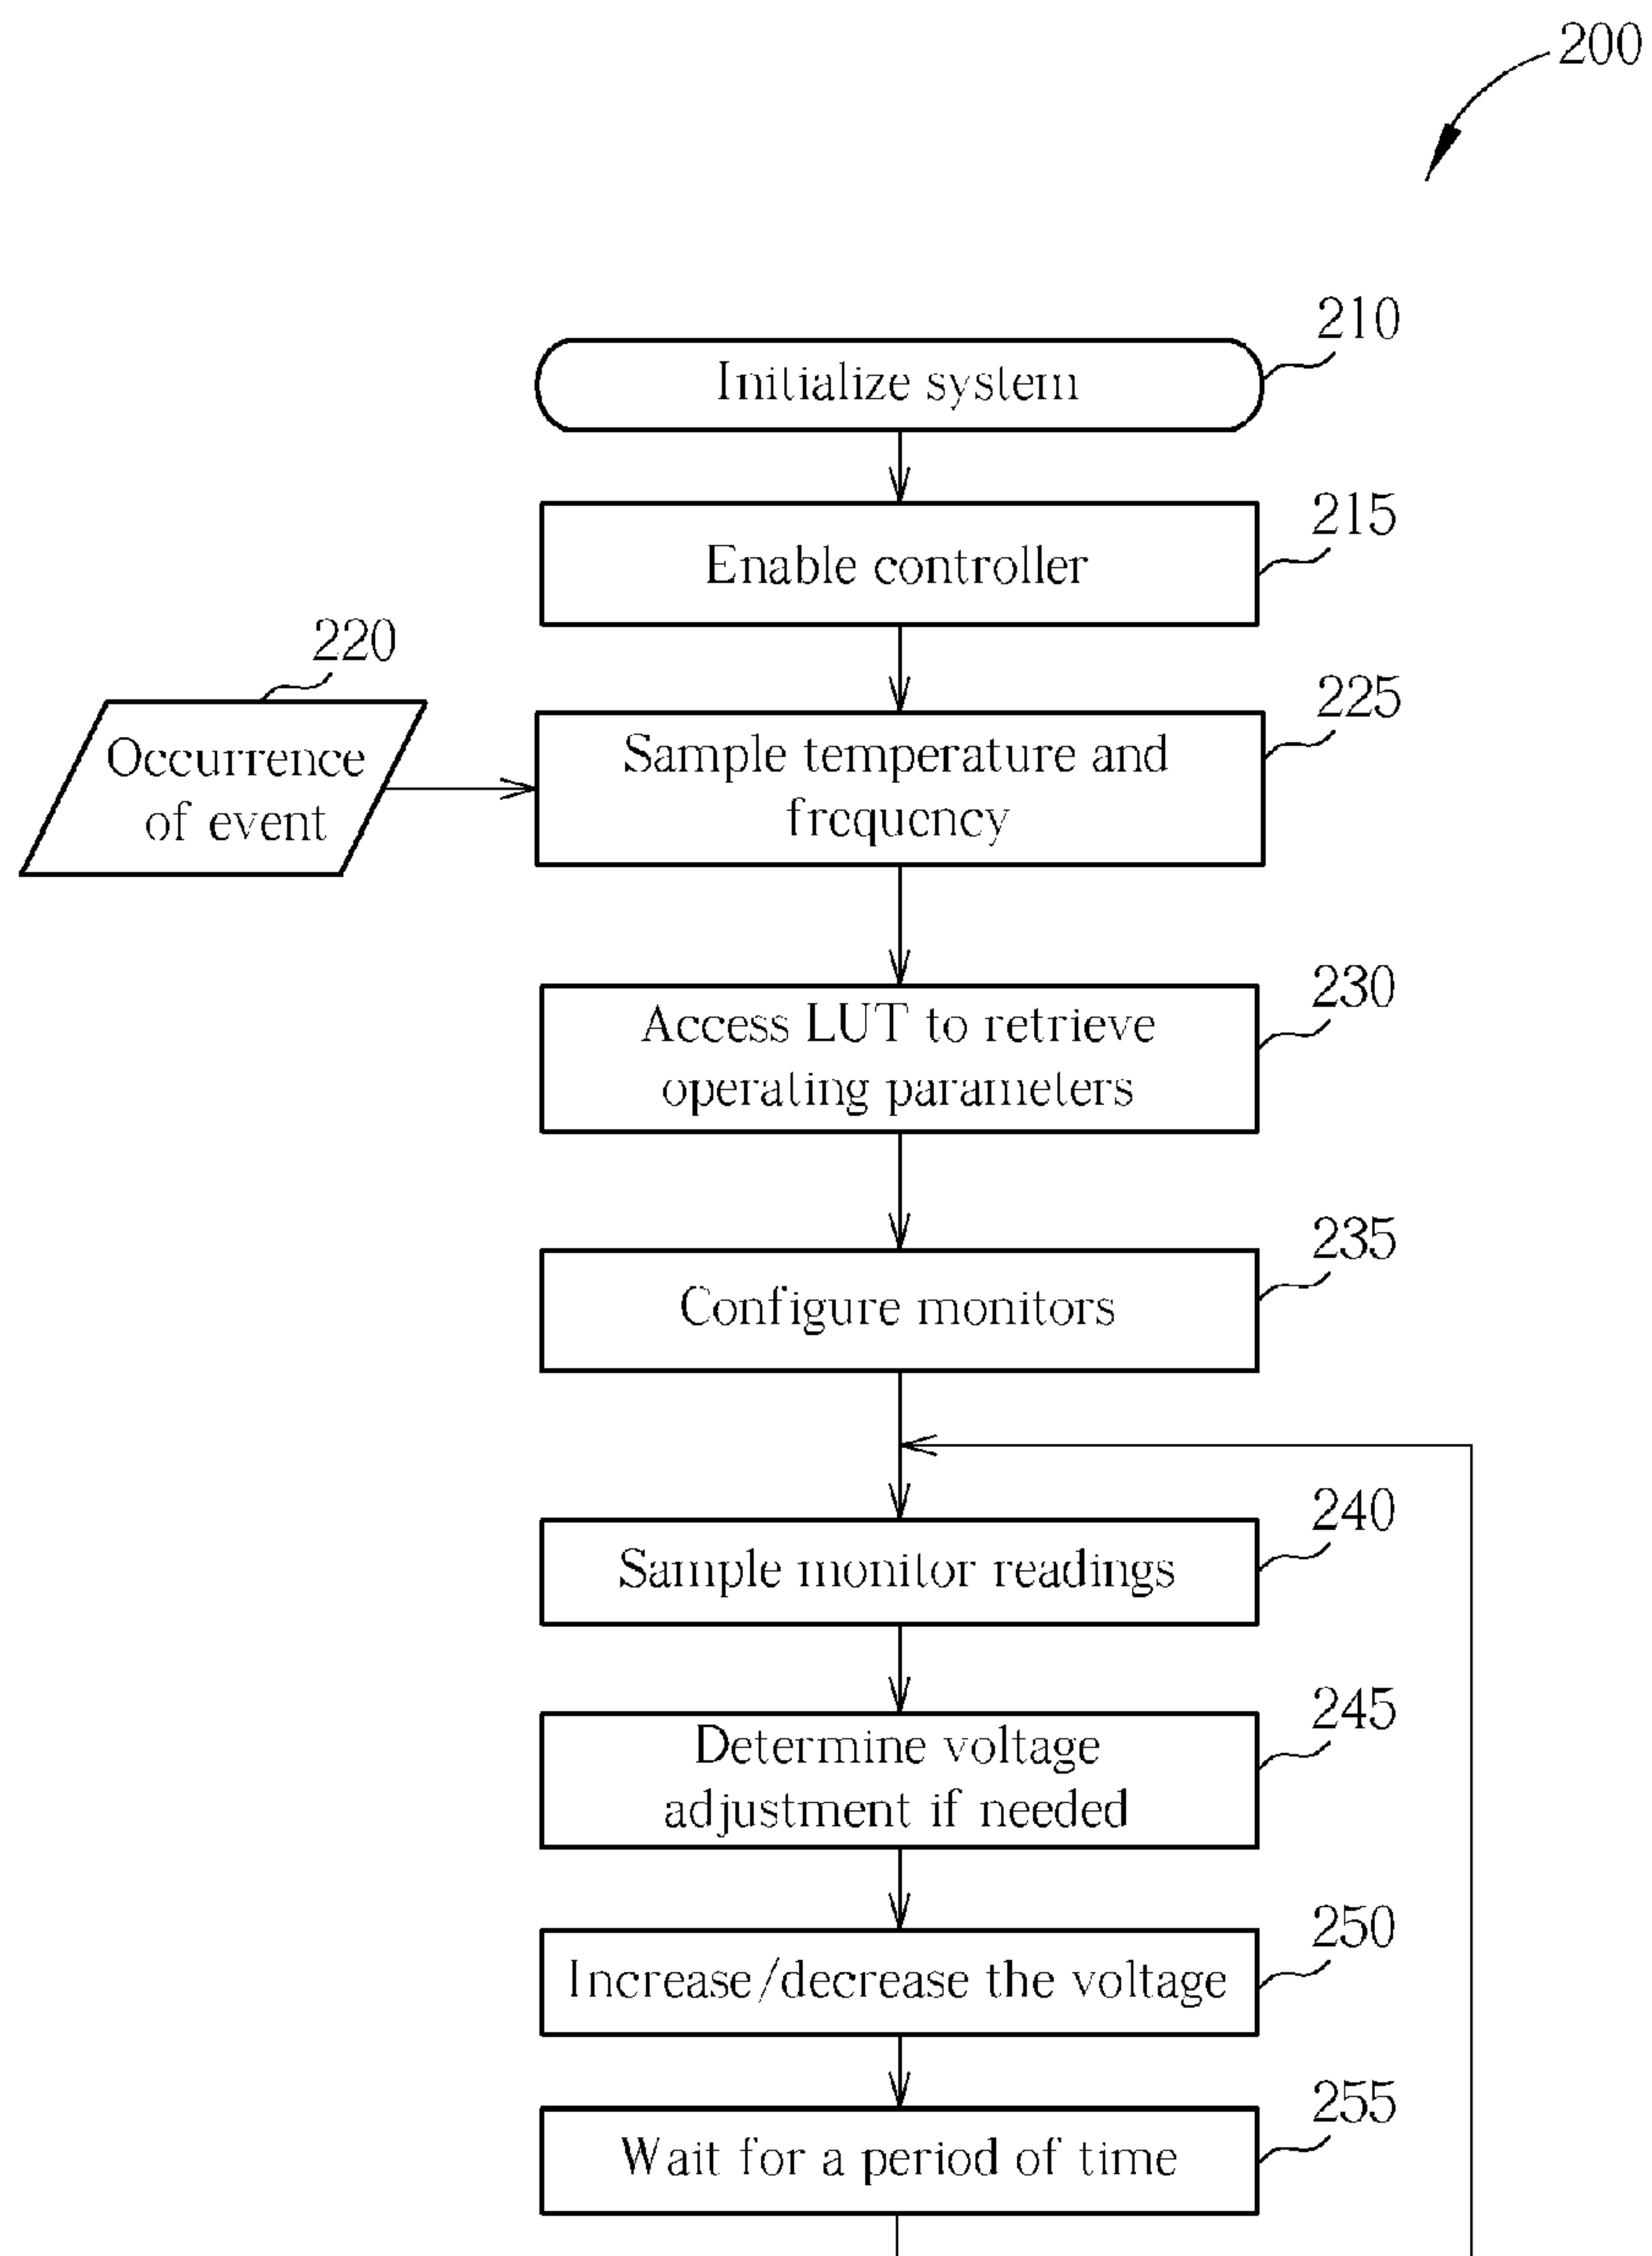 200
210
Initialize system
215
Enable controller
220
225
Occurrence
of event
Sample temperature and
frequency
230
Access LUT to retrieve
operating parameters
235
Configure monitors
240
Sample monitor readings
245
Determine voltage
adjustment if needed
250
Increase/decrease the voltage
255
Wait for a period of time